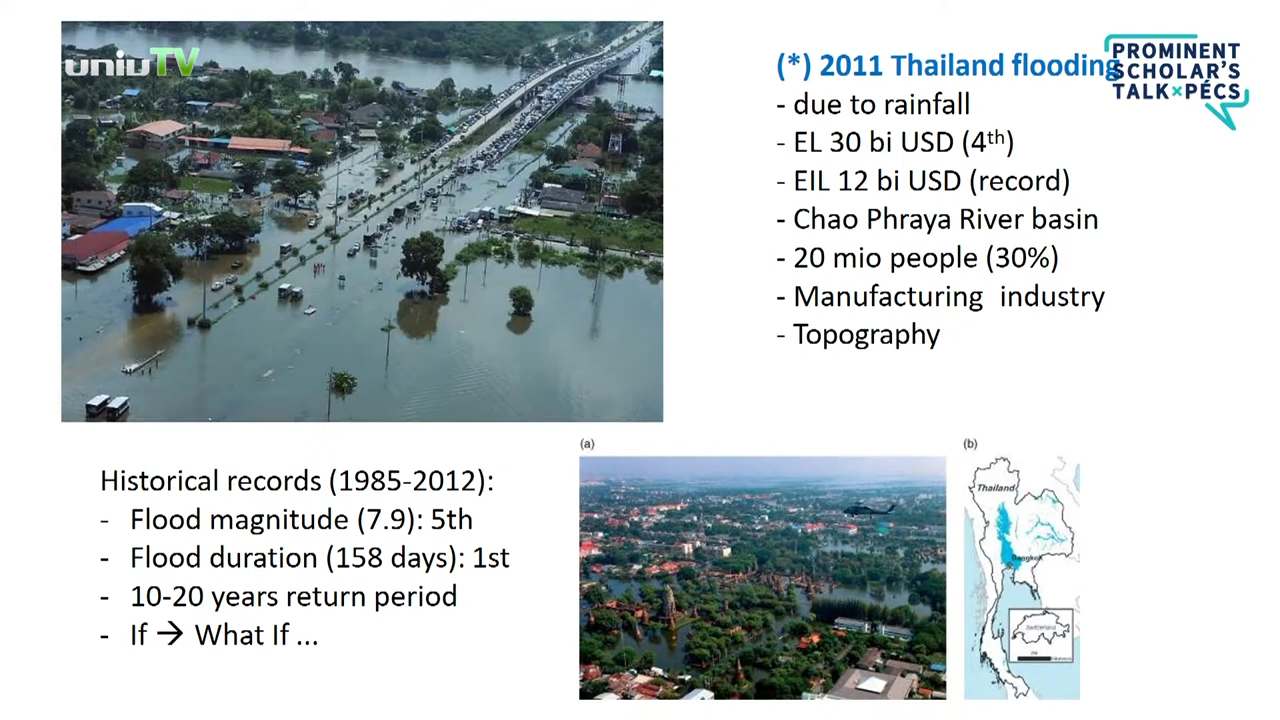 uniuTV
(*) 2011 Thailand flooding
- due to rainfall
- EL 30 bi USD (4th)
- EIL 12 bi USD (record)
- Chao Phraya River basin
- 20 mio people (30%)
- Manufacturing industry
- Topography
PROMINENT
SCHOLAR'S
TALK×PÉCS
Historical records (1985-2012):
- Flood magnitude (7.9): 5th
- Flood duration (158 days): 1st
- 10-20 years return period
- If → What If ...
(a)
(b)
Thailand
Bangkok
Switzerland